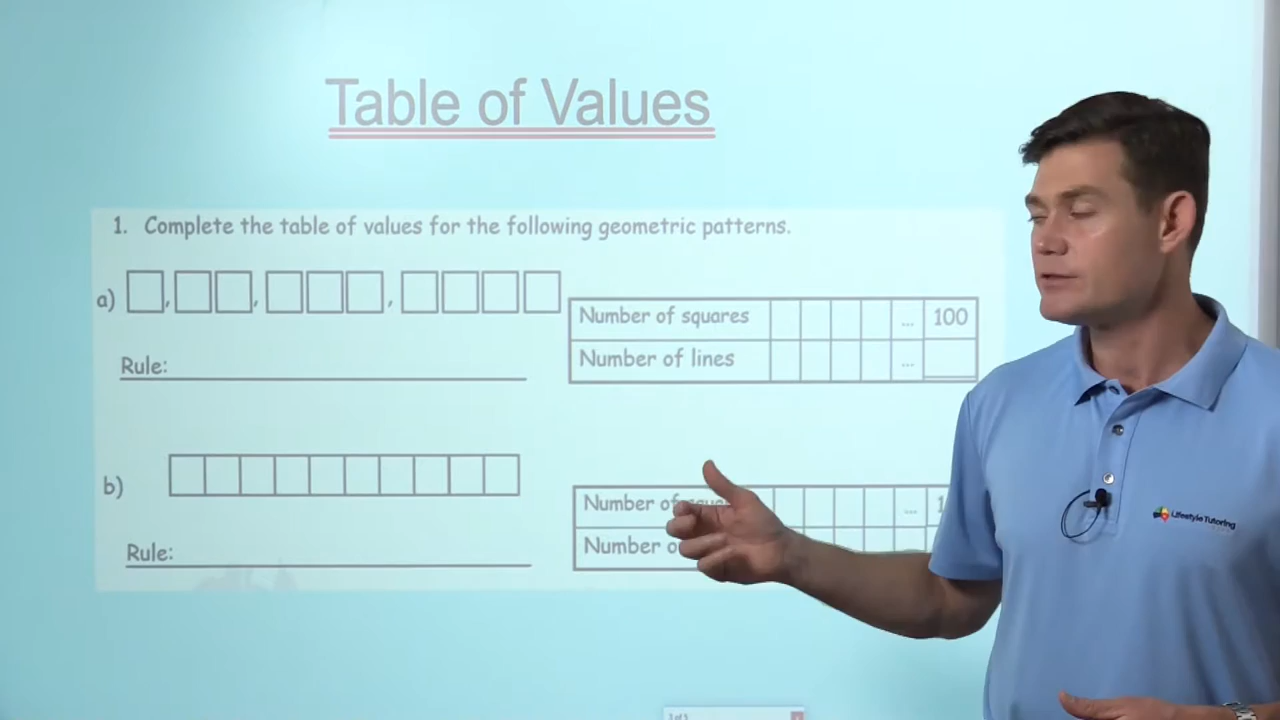 Table of Values
1. Complete the table of values for the following geometric patterns.
a) , , ,
Number of squares ... 100
Rule:
Number of lines ...
b)
Number of ...
Rule:
Number
Lifestyle Tutoring